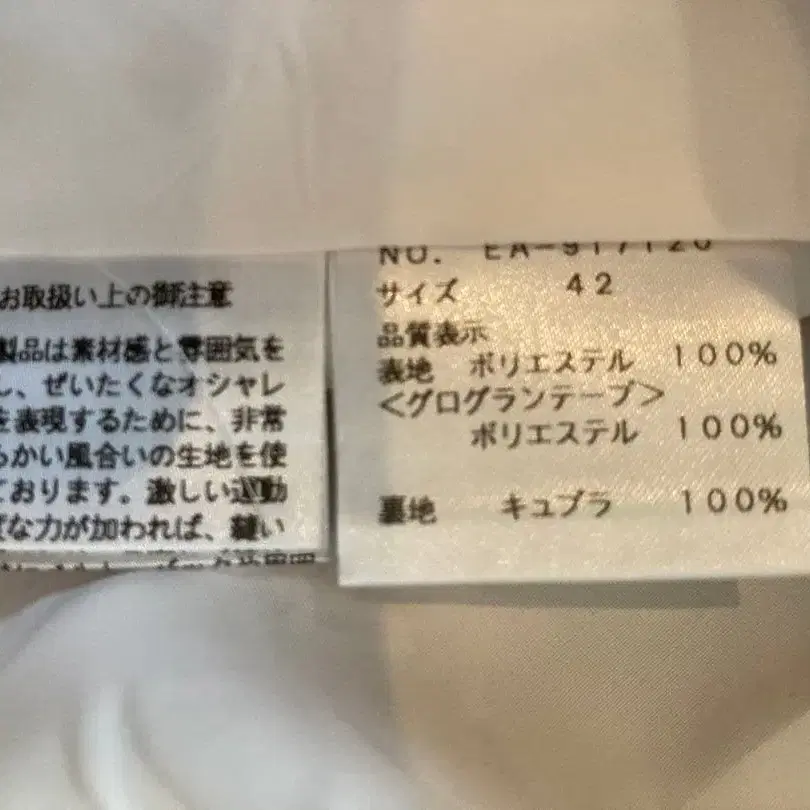 お取扱い上の御注意
製品は素材感と雰囲気を
し、ぜいたくなオシャレ
を表現するために、非常
らかい風合いの生地を使
ております。激しい運動
な力が加われば、縫い
NO. EA-917120
サイズ 42
品質表示
表地 ポリエステル 100%
<グログランテープ>
ポリエステル 100%
裏地 キュプラ 100%